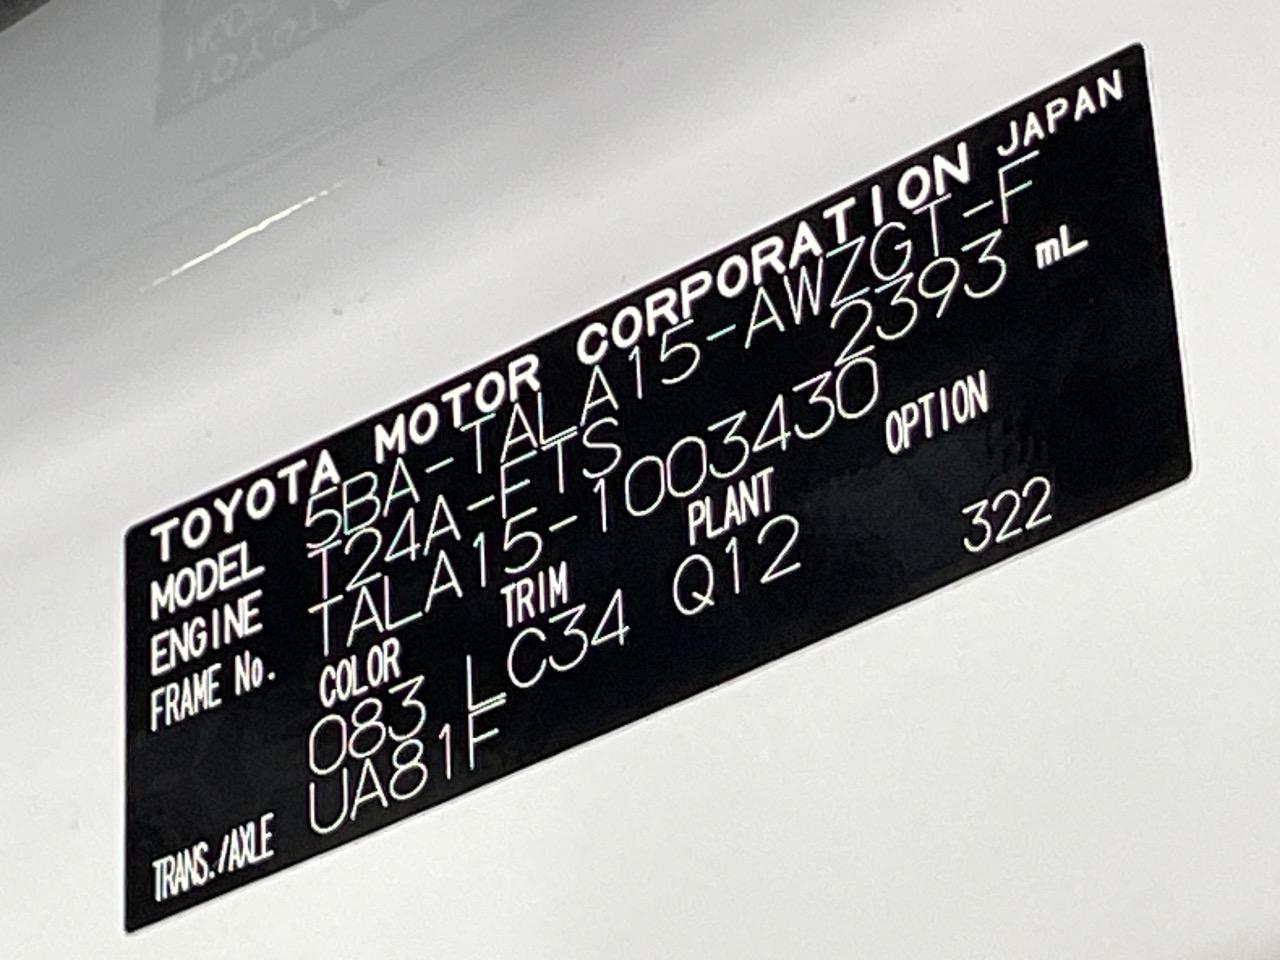 TOYOTA MOTOR CORPORATION JAPAN
MODEL 5BA-TALA15-AWZGT-F
ENGINE T24A-FTS 2393 mL
FRAME No. TALA15-1003430
COLOR TRIM PLANT OPTION
083 LC34 Q12 322
TRANS./AXLE UA81F